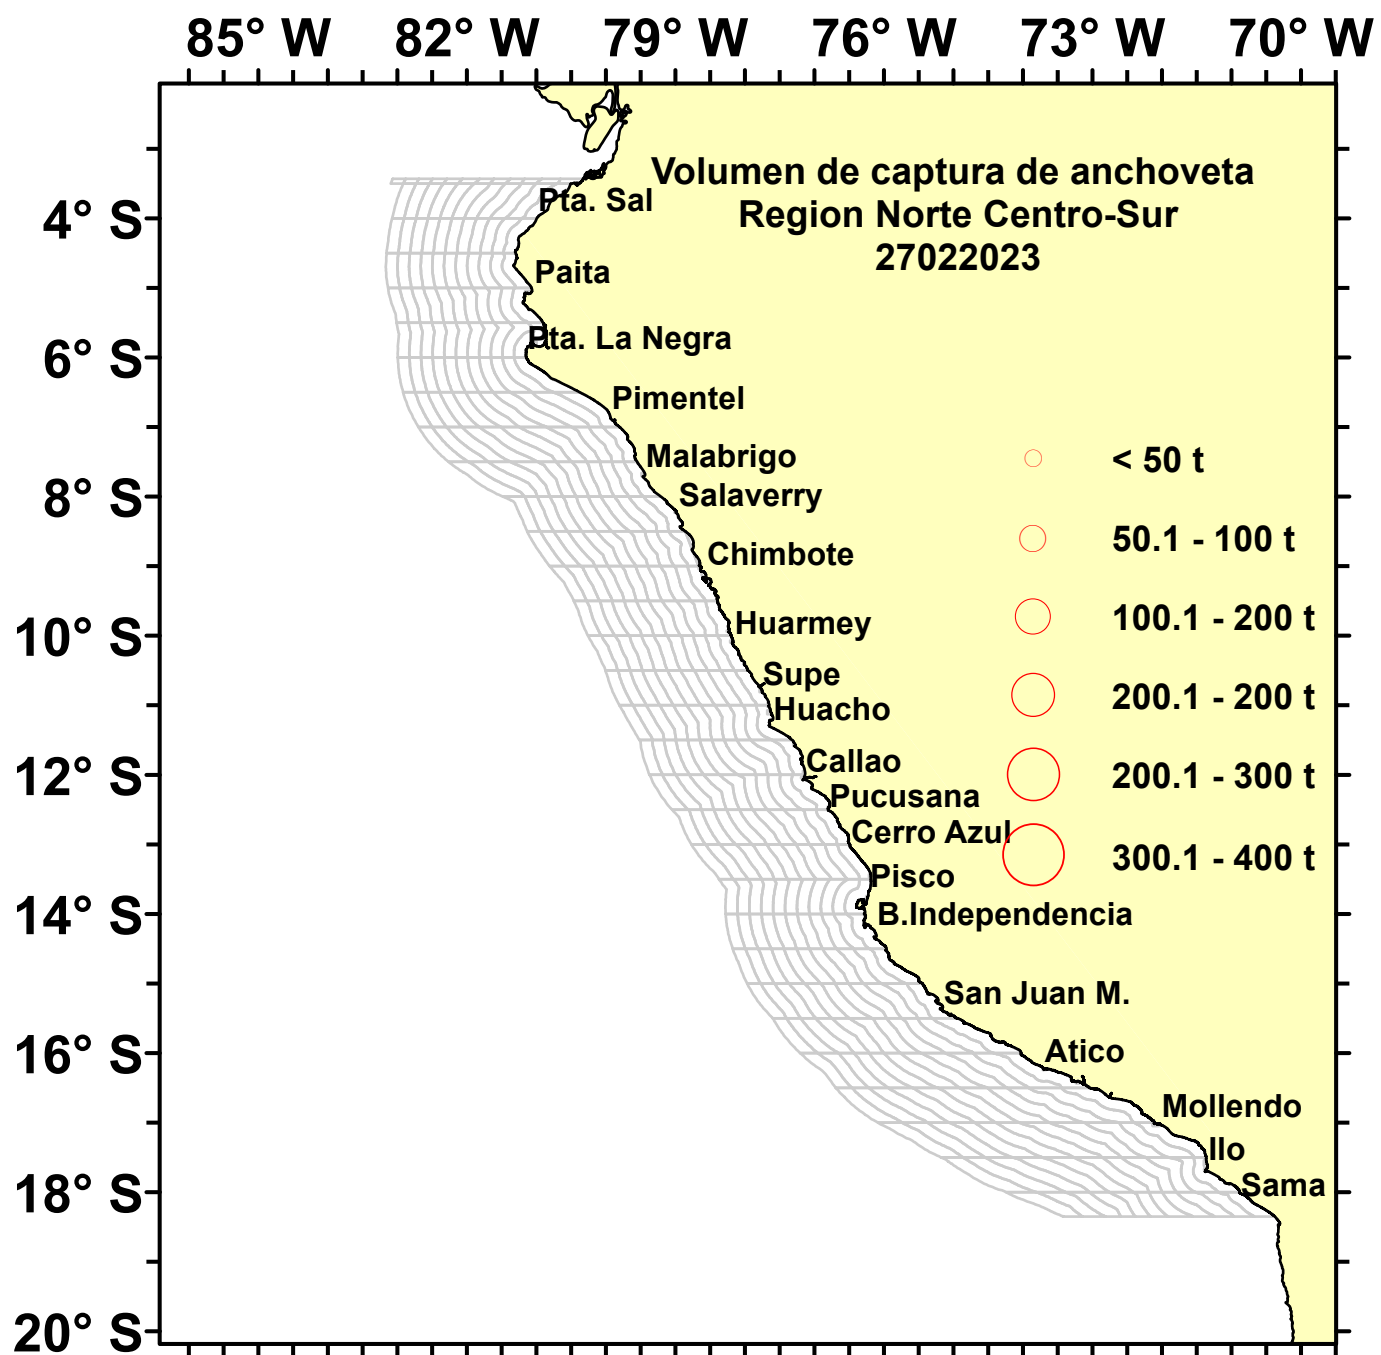 85° W 82° W 79° W 76° W 73° W 70° W
Volumen de captura de anchoveta
Region Norte Centro-Sur
27022023
4° S
6° S
8° S
10° S
12° S
14° S
16° S
18° S
20° S
Pta. Sal
Paita
Pta. La Negra
Pimentel
Malabrigo
Salaverry
Chimbote
Huarmey
Supe
Huacho
Callao
Pucusana
Cerro Azul
Pisco
B.Independencia
San Juan M.
Atico
Mollendo
Ilo
Sama
< 50 t
50.1 - 100 t
100.1 - 200 t
200.1 - 200 t
200.1 - 300 t
300.1 - 400 t